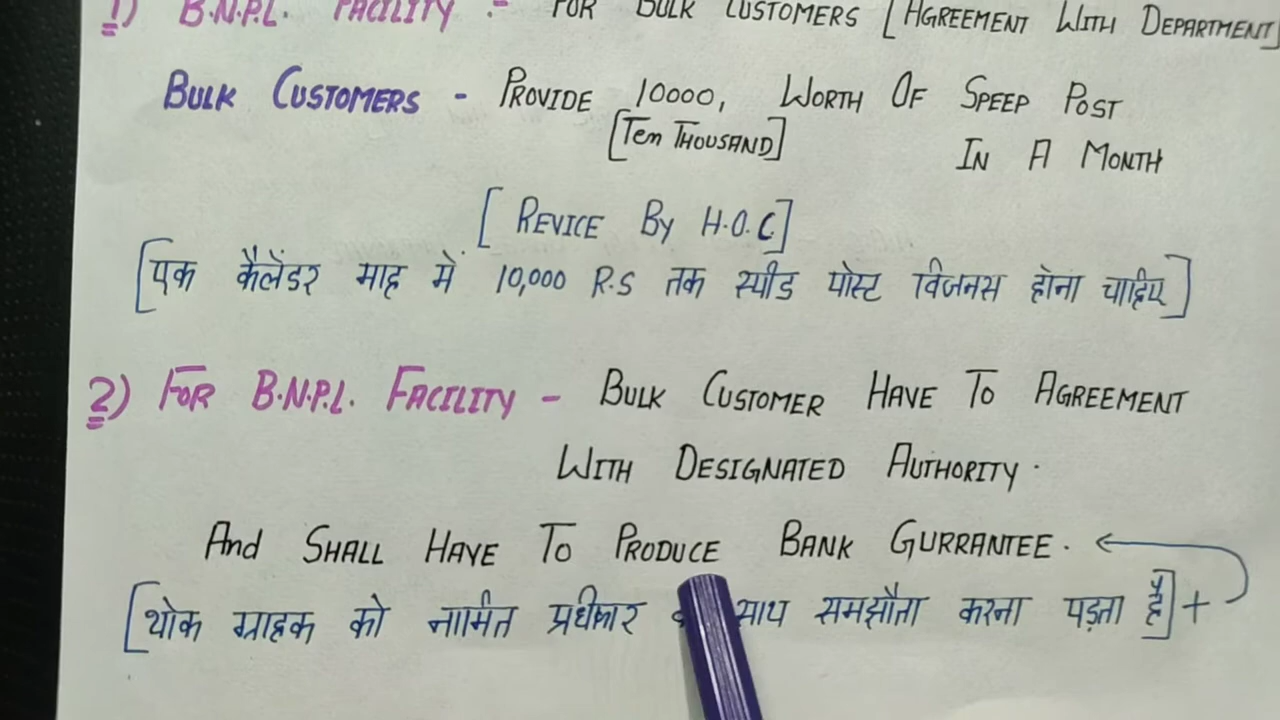 1) B.N.P.L. FACILITY :- FOR BULK CUSTOMERS [AGREEMENT WITH DEPARTMENT]
BULK CUSTOMERS - PROVIDE 10000, WORTH OF SPEEP POST
[Ten THOUSAND] IN A MONTH
[REVICE By H.O.C]
[एक कैलेंडर माह में 10,000 R.S तक स्पीड पोस्ट विजनस होना चाहिए]
2) FOR B.N.P.L. FACILITY - BULK CUSTOMER HAVE TO AGREEMENT
WITH DESIGNATED AUTHORITY.
And SHALL HAVE TO PRODUCE BANK GURRANTEE.
[थोक ग्राहक को नामित प्रधीकार साथ समझौता करना पड़ता है] +